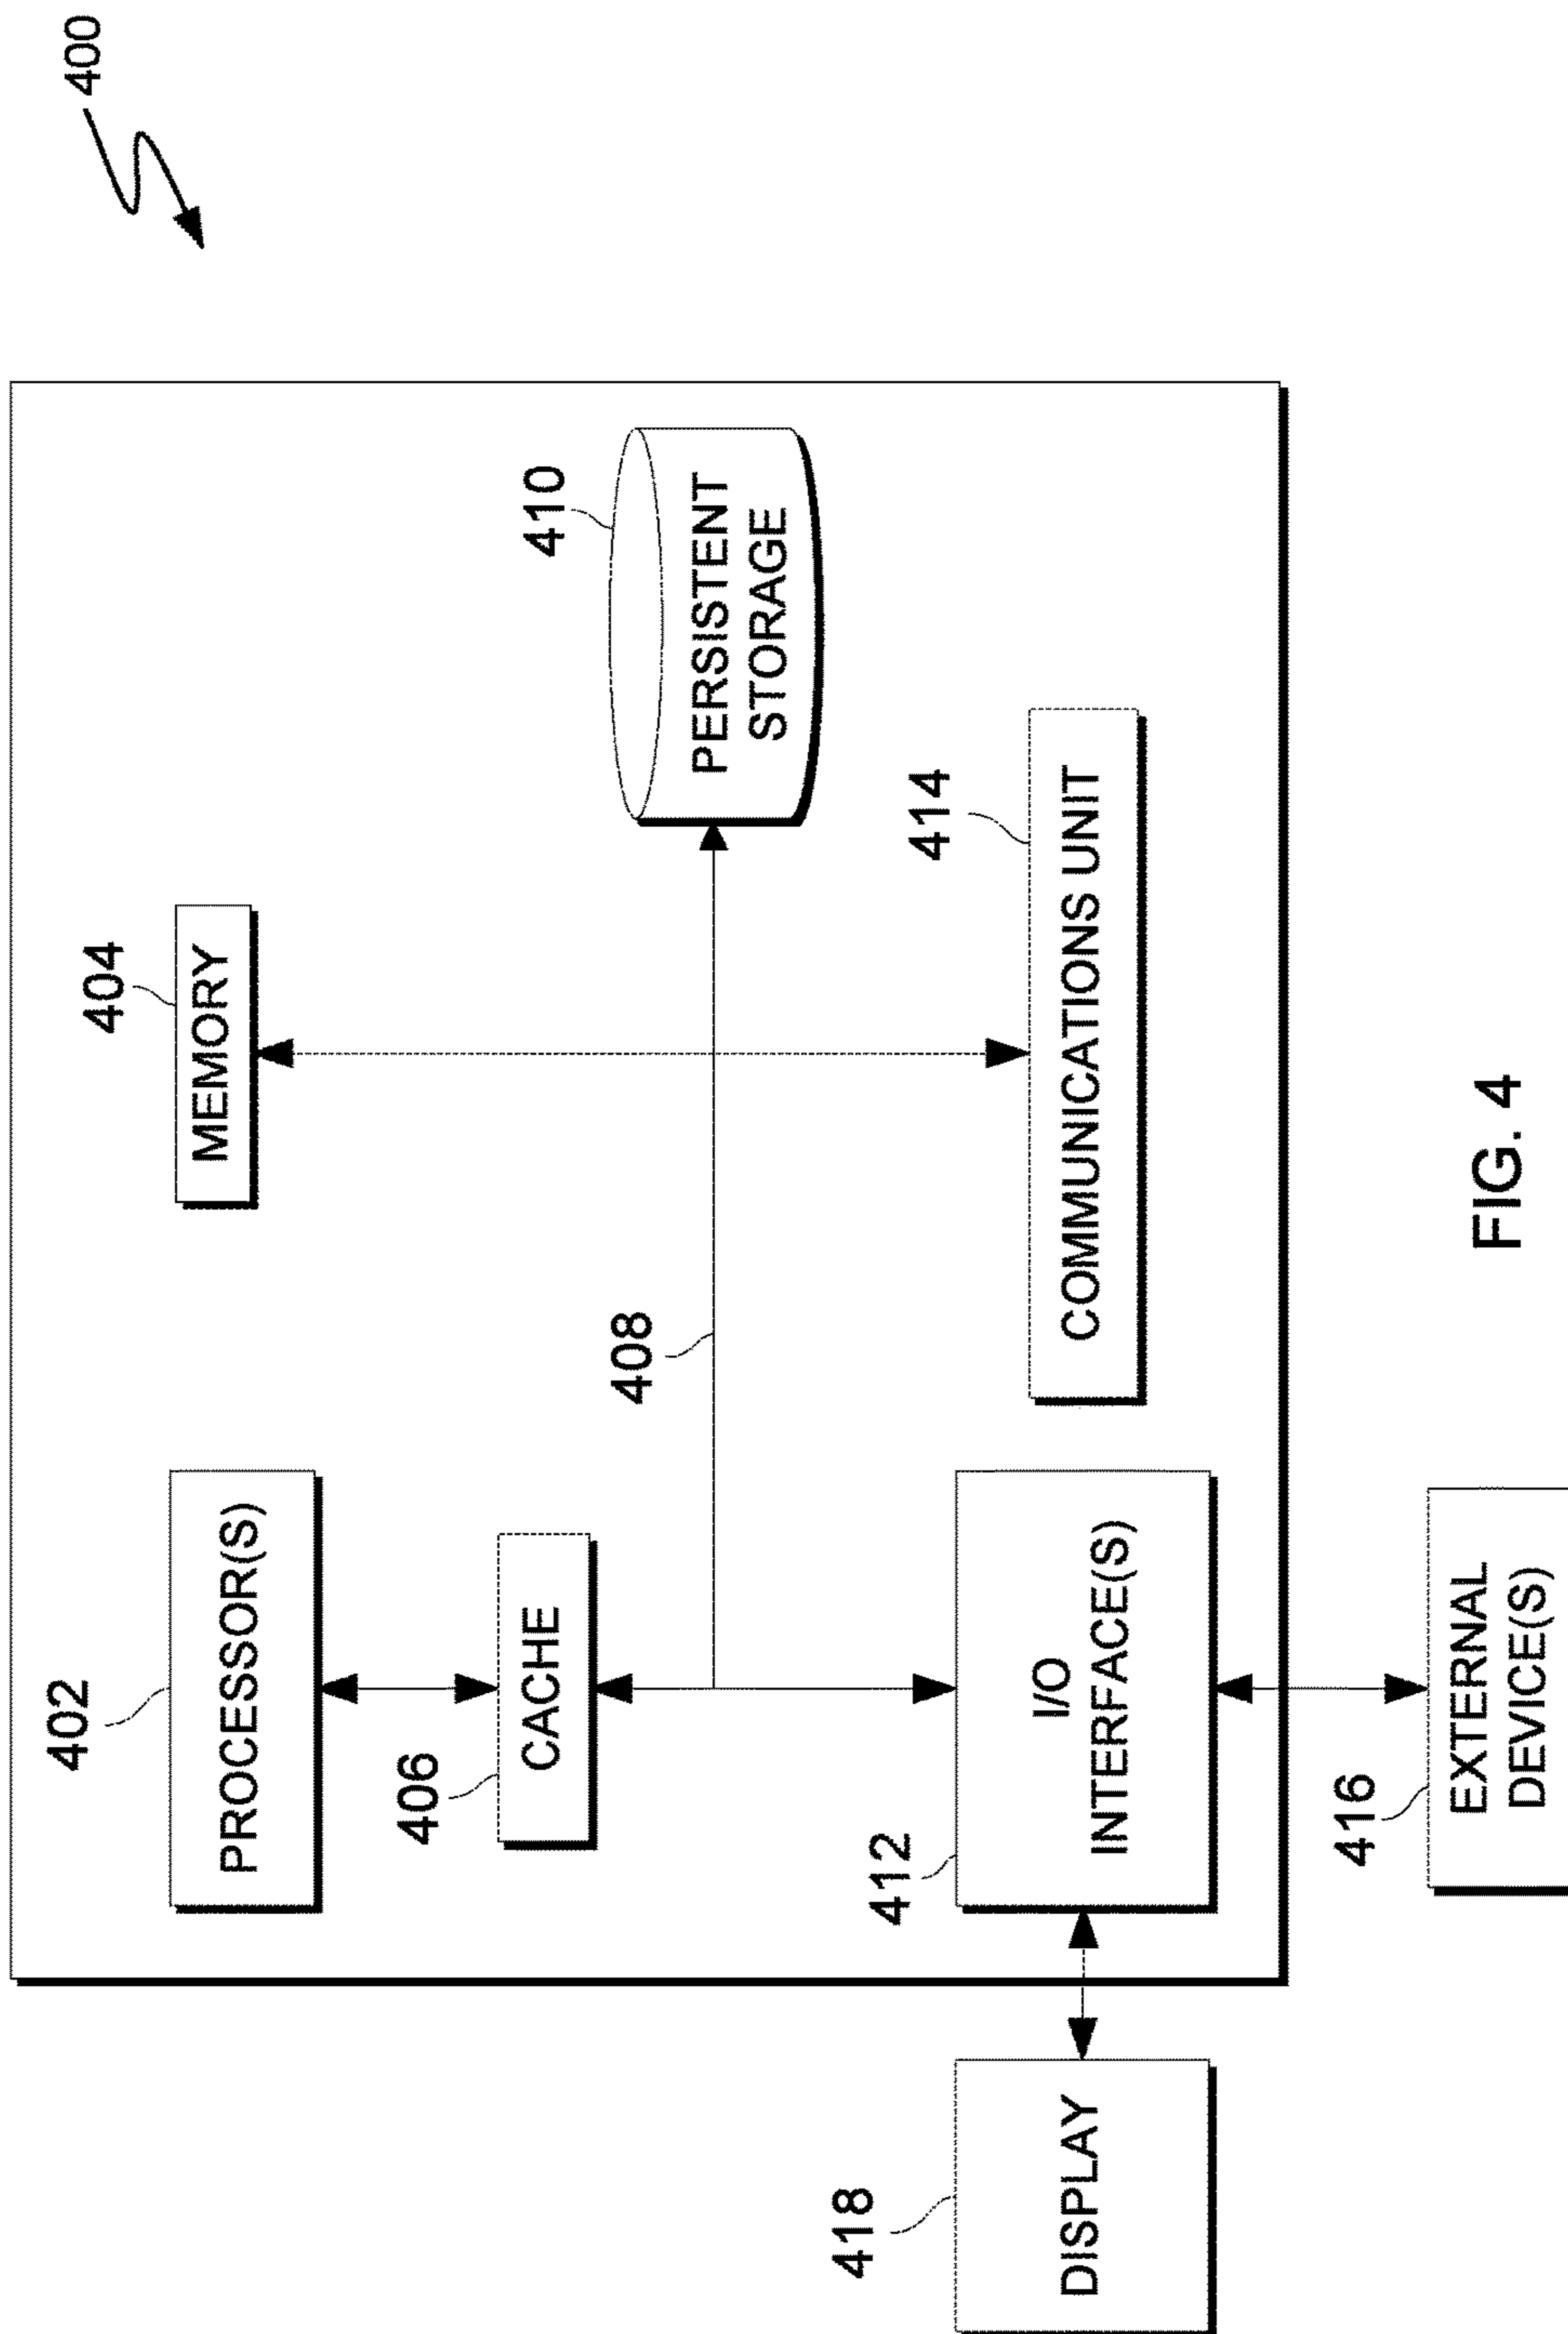 400
402
PROCESSOR(S)
404
MEMORY
406
CACHE
408
410
PERSISTENT
STORAGE
412
I/O
INTERFACE(S)
414
COMMUNICATIONS UNIT
418
DISPLAY
416
EXTERNAL
DEVICE(S)
FIG. 4